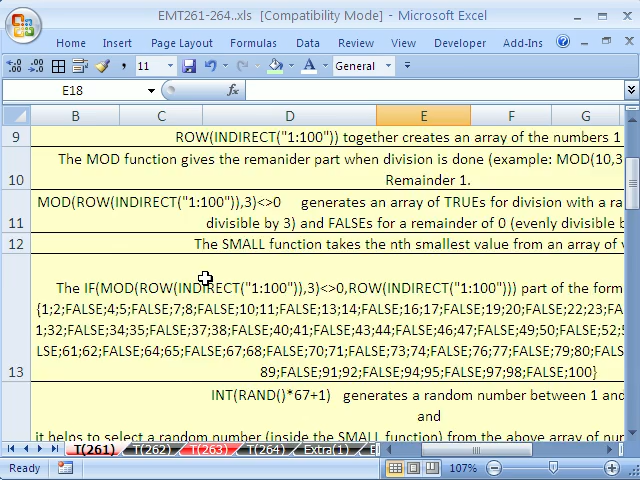 EMT261-264..xls [Compatibility Mode] - Microsoft Excel
Home Insert Page Layout Formulas Data Review View Developer Add-Ins
11 General
E18 fx
B C D E F G
9 ROW(INDIRECT("1:100")) together creates an array of the numbers 1
The MOD function gives the remanider part when division is done (example: MOD(10,3
10 Remainder 1.
MOD(ROW(INDIRECT("1:100")),3)<>0 generates an array of TRUEs for division with a ra
11 divisible by 3) and FALSEs for a remainder of 0 (evenly divisible b
12 The SMALL function takes the nth smallest value from an array of v
The IF(MOD(ROW(INDIRECT("1:100")),3)<>0,ROW(INDIRECT("1:100"))) part of the form
{1;2;FALSE;4;5;FALSE;7;8;FALSE;10;11;FALSE;13;14;FALSE;16;17;FALSE;19;20;FALSE;22;23;FA
1;32;FALSE;34;35;FALSE;37;38;FALSE;40;41;FALSE;43;44;FALSE;46;47;FALSE;49;50;FALSE;52;5
LSE;61;62;FALSE;64;65;FALSE;67;68;FALSE;70;71;FALSE;73;74;FALSE;76;77;FALSE;79;80;FALS
13 89;FALSE;91;92;FALSE;94;95;FALSE;97;98;FALSE;100}
INT(RAND()*67+1) generates a random number between 1 and
and
it helps to select a random number (inside the SMALL function) from the above array of num
T(261) T(262) T(263) T(264) Extra(1) E
Ready 107%